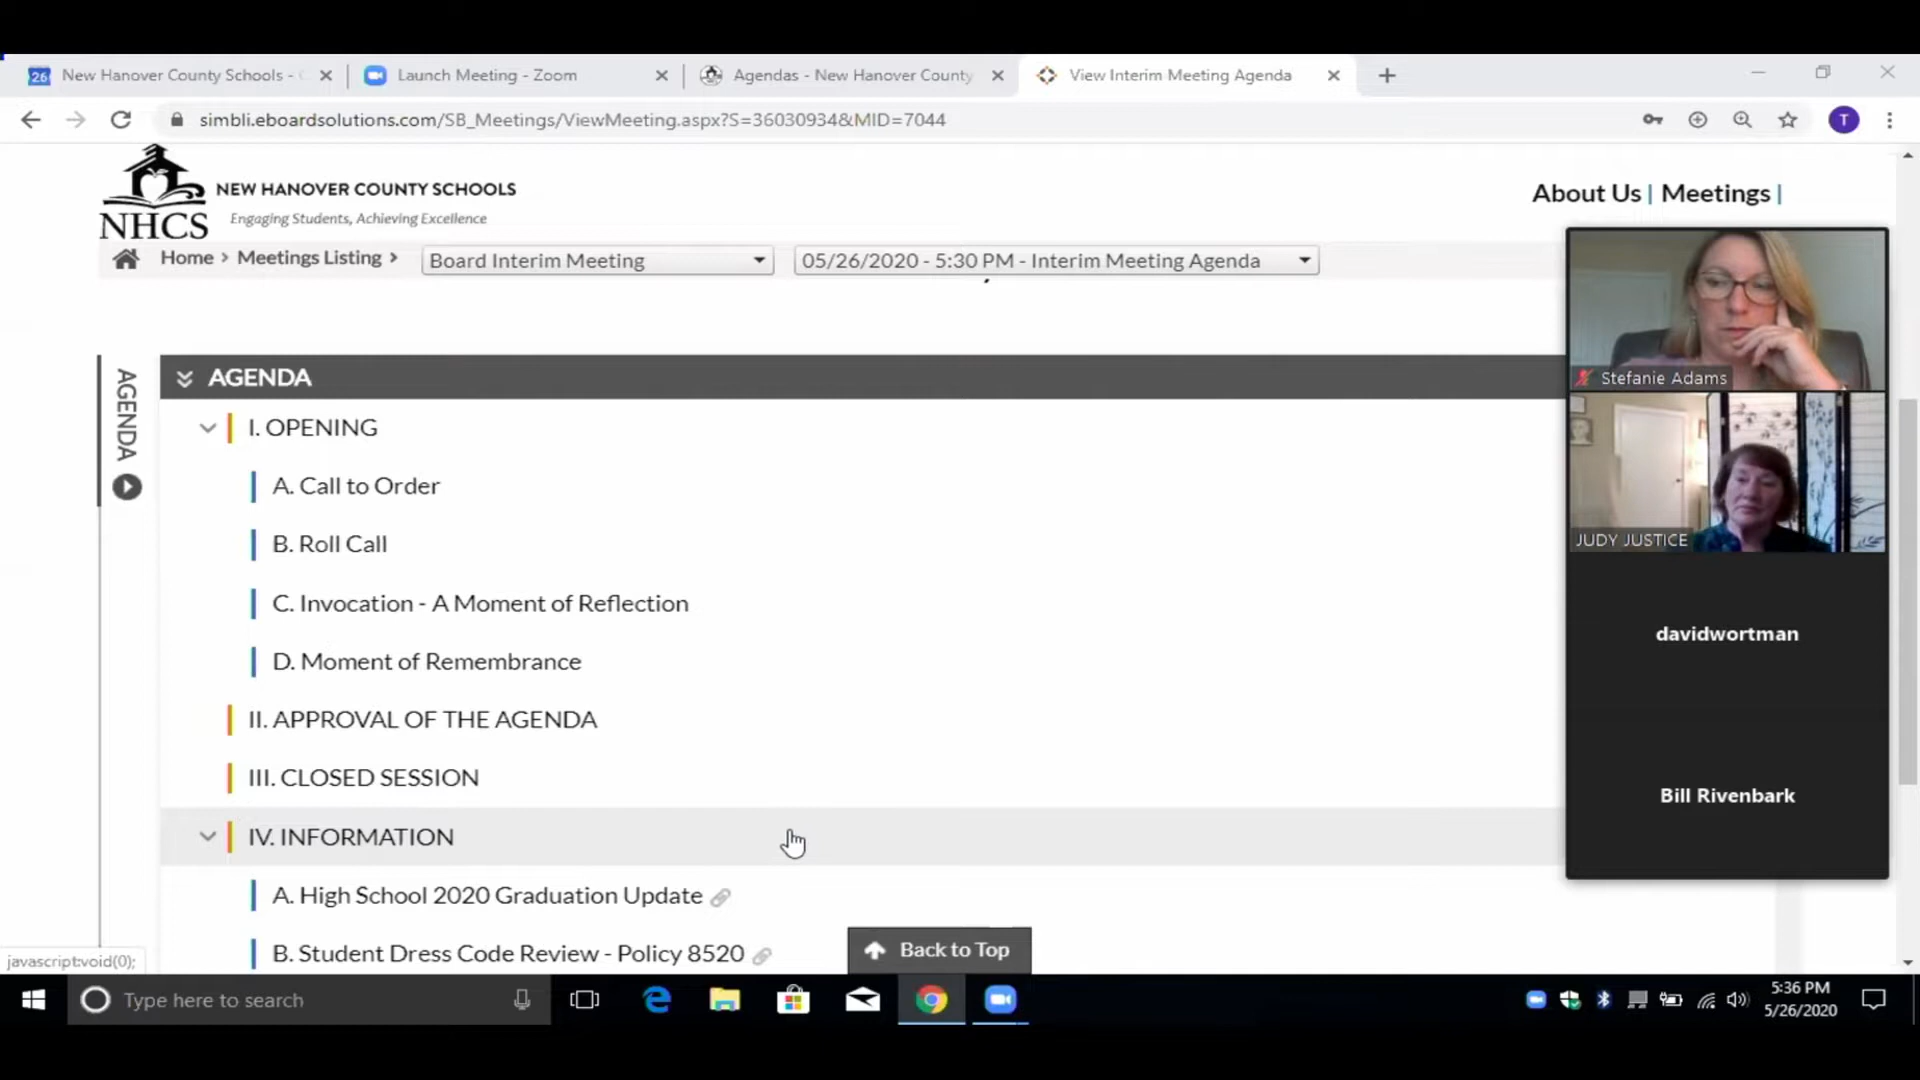 26 New Hanover County Schools - C
Launch Meeting - Zoom
Agendas - New Hanover County
View Interim Meeting Agenda
simbli.eboardsolutions.com/SB_Meetings/ViewMeeting.aspx?S=36030934&MID=7044
T
NHCS
NEW HANOVER COUNTY SCHOOLS
Engaging Students, Achieving Excellence
About Us | Meetings |
Home > Meetings Listing >
Board Interim Meeting
05/26/2020 - 5:30 PM - Interim Meeting Agenda
AGENDA
AGENDA
I. OPENING
A. Call to Order
B. Roll Call
C. Invocation - A Moment of Reflection
D. Moment of Remembrance
II. APPROVAL OF THE AGENDA
III. CLOSED SESSION
IV. INFORMATION
A. High School 2020 Graduation Update
B. Student Dress Code Review - Policy 8520
Back to Top
javascript:void(0);
Stefanie Adams
JUDY JUSTICE
davidwortman
Bill Rivenbark
Type here to search
5:36 PM
5/26/2020